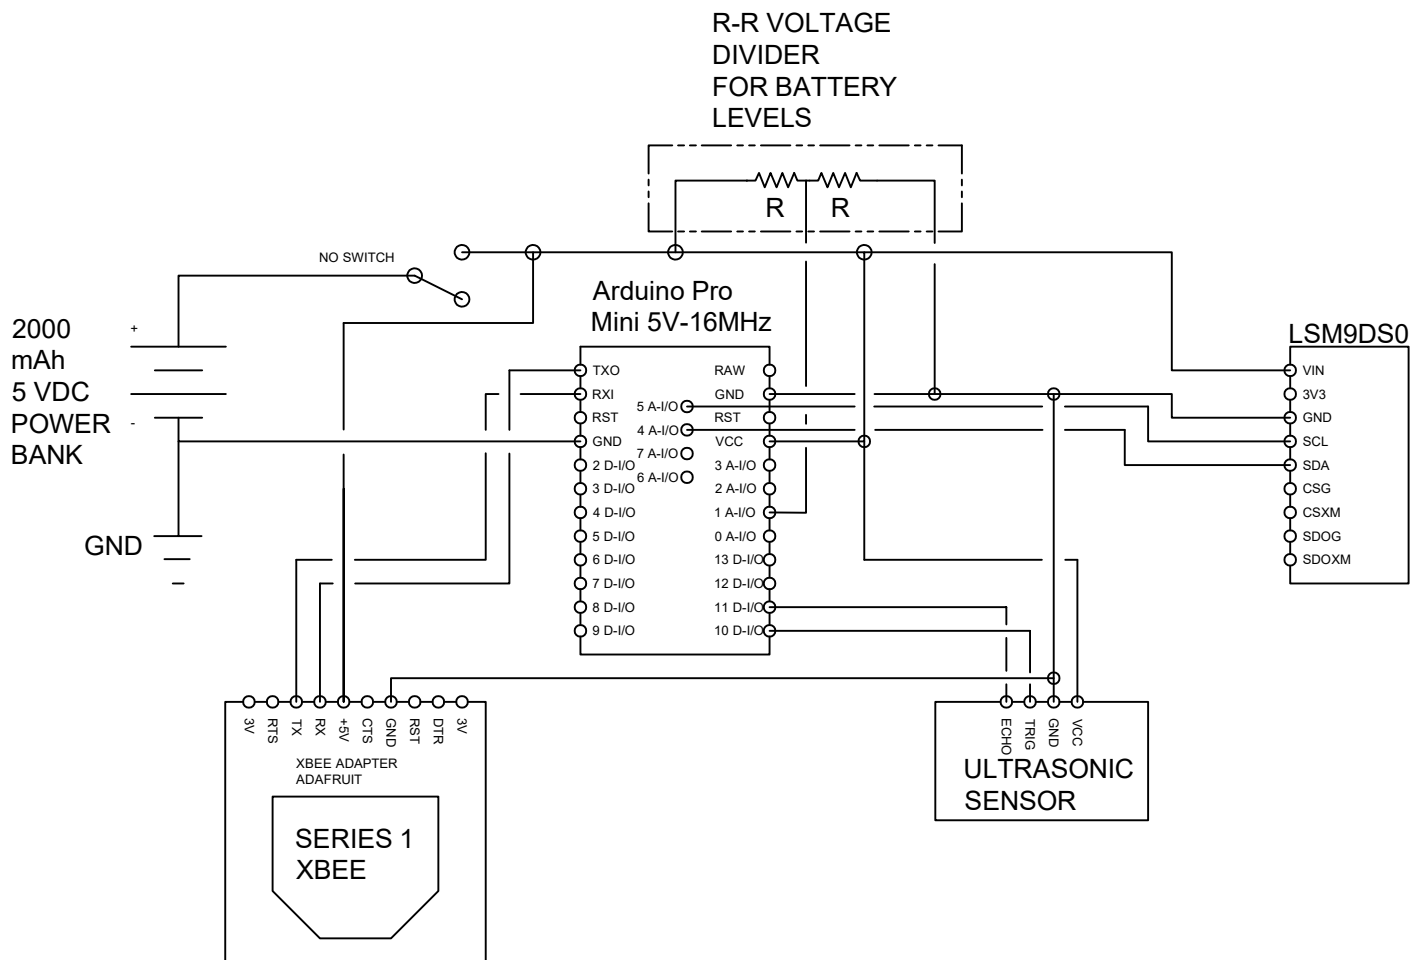 R-R VOLTAGE
DIVIDER
FOR BATTERY
LEVELS
R
R
NO SWITCH
2000
mAh
5 VDC
POWER
BANK
+
-
GND
Arduino Pro
Mini 5V-16MHz
TXO
RXI
RST
GND
2 D-I/O
3 D-I/O
4 D-I/O
5 D-I/O
6 D-I/O
7 D-I/O
8 D-I/O
9 D-I/O
5 A-I/O
4 A-I/O
7 A-I/O
6 A-I/O
RAW
GND
RST
VCC
3 A-I/O
2 A-I/O
1 A-I/O
0 A-I/O
13 D-I/O
12 D-I/O
11 D-I/O
10 D-I/O
LSM9DS0
VIN
3V3
GND
SCL
SDA
CSG
CSXM
SDOG
SDOXM
3V
RTS
TX
RX
+5V
CTS
GND
RST
DTR
3V
XBEE ADAPTER
ADAFRUIT
SERIES 1
XBEE
ECHO
TRIG
GND
VCC
ULTRASONIC
SENSOR